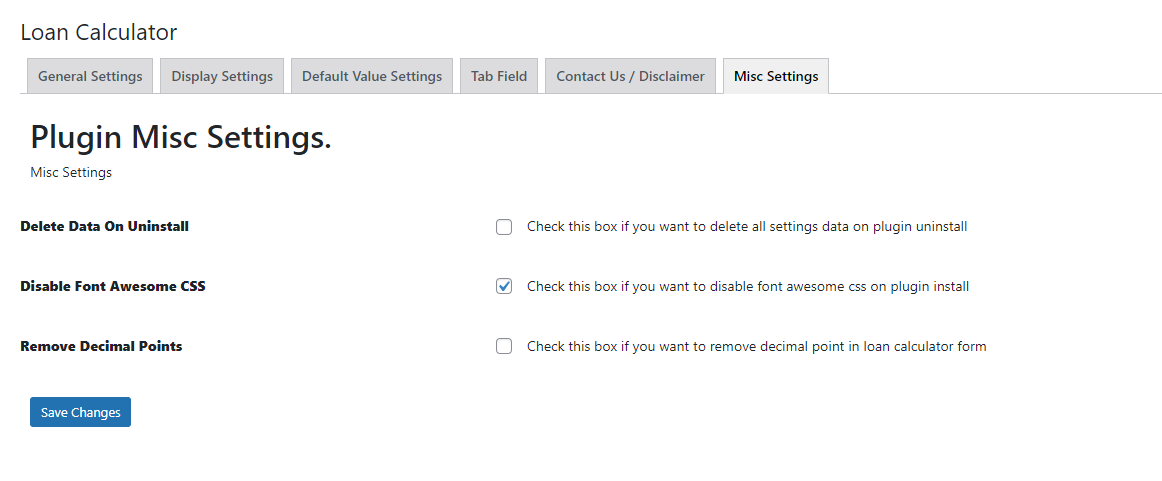 Loan Calculator
General Settings Display Settings Default Value Settings Tab Field Contact Us / Disclaimer Misc Settings
Plugin Misc Settings.
Misc Settings
Delete Data On Uninstall Check this box if you want to delete all settings data on plugin uninstall
Disable Font Awesome CSS Check this box if you want to disable font awesome css on plugin install
Remove Decimal Points Check this box if you want to remove decimal point in loan calculator form
Save Changes